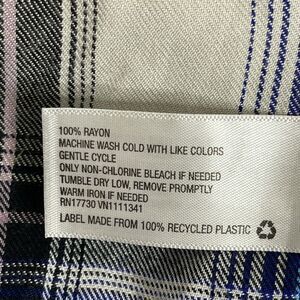 100% RAYON
MACHINE WASH COLD WITH LIKE COLORS
GENTLE CYCLE
ONLY NON-CHLORINE BLEACH IF NEEDED
TUMBLE DRY LOW, REMOVE PROMPTLY
WARM IRON IF NEEDED
RN17730 VN1111341
LABEL MADE FROM 100% RECYCLED PLASTIC